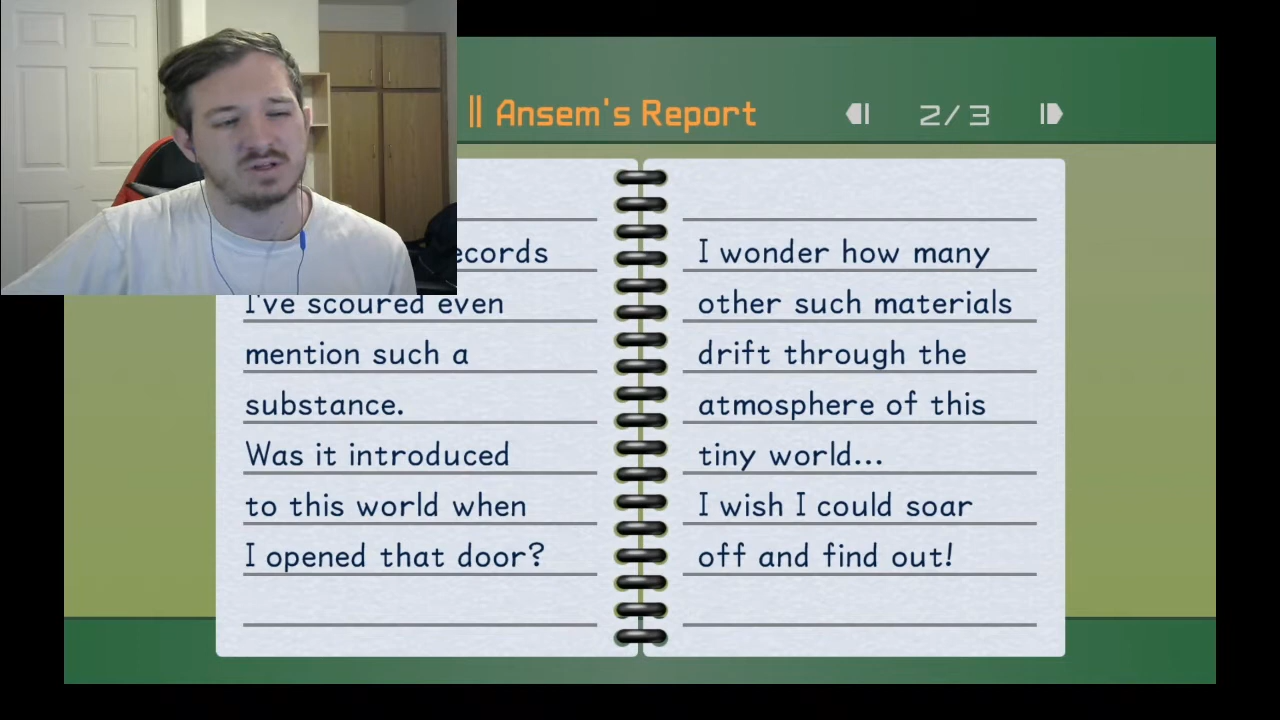 Ansem's Report
2/3
I've scoured even
mention such a
substance.
Was it introduced
to this world when
I opened that door?
I wonder how many
other such materials
drift through the
atmosphere of this
tiny world...
I wish I could soar
off and find out!